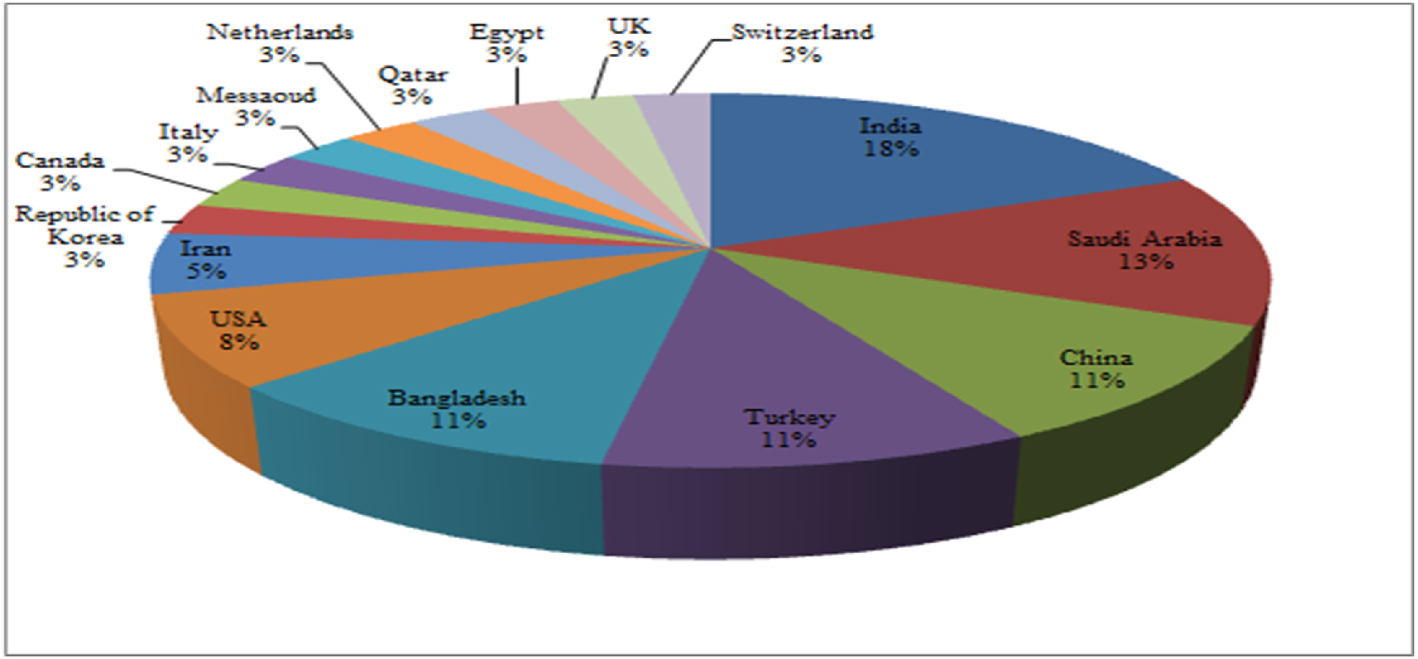 Netherlands
3%
Egypt
3%
UK
3%
Switzerland
3%
Qatar
3%
Messaoud
3%
Italy
3%
Canada
3%
Republic of
Korea
3%
Iran
5%
USA
8%
Bangladesh
11%
Turkey
11%
China
11%
Saudi Arabia
13%
India
18%